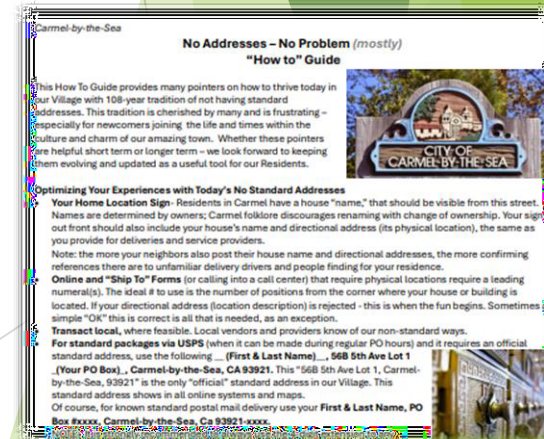 Carmel-by-the-Sea
No Addresses – No Problem (mostly)
"How to" Guide
This How To Guide provides many pointers on how to thrive today in
our Village with 108-year tradition of not having standard
addresses. This tradition is cherished by many and is frustrating –
especially for newcomers joining the life and times within the
culture and charm of our amazing town. Whether these pointers
are helpful short term or longer term – we look forward to keeping
them evolving and updated as a useful tool for our Residents.
CITY OF
CARMEL-BY-THE-SEA
Optimizing Your Experiences with Today's No Standard Addresses
Your Home Location Sign- Residents in Carmel have a house "name," that should be visible from this street.
Names are determined by owners; Carmel folklore discourages renaming with change of ownership. Your sign
out front should also include your house's name and directional address (its physical location), the same as
you provide for deliveries and service providers.
Note: the more your neighbors also post their house name and directional addresses, the more confirming
references there are to unfamiliar delivery drivers and people finding for your residence.
Online and "Ship To" Forms (or calling into a call center) that require physical locations require a leading
numeral(s). The ideal # to use is the number of positions from the corner where your house or building is
located. If your directional address (location description) is rejected - this is when the fun begins. Sometimes
simple "OK" this is correct is all that is needed, as an exception.
Transact local, where feasible. Local vendors and providers know of our non-standard ways.
For standard packages via USPS (when it can be made during regular PO hours) and it requires an official
standard address, use the following __ (First & Last Name)__, 56B 5th Ave Lot 1
_(Your PO Box)_, Carmel-by-the-Sea, CA 93921. This "56B 5th Ave Lot 1, Carmel-
by-the-Sea, 93921" is the only "official" standard address in our Village. This
standard address shows in all online systems and maps.
Of course, for known standard postal mail delivery use your First & Last Name, PO
Box #xxxx, Carmel-by-the-Sea, Ca 93921-xxxx.